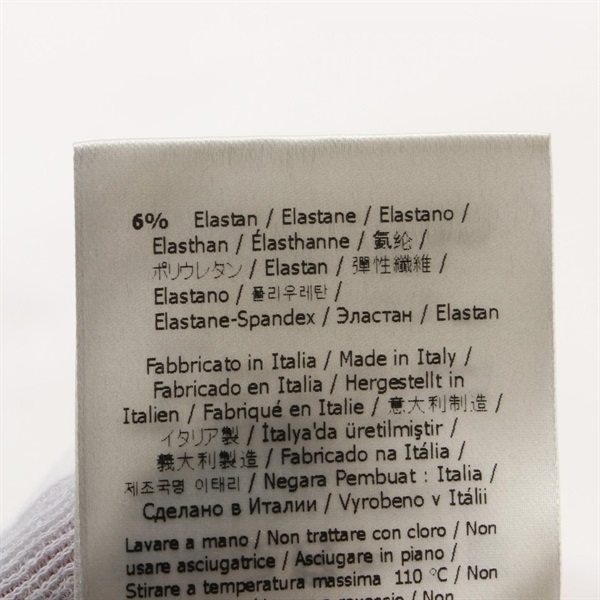 6% Elastan / Elastane / Elastano /
Elasthan / Élasthanne / 氨纶 /
ポリウレタン / Elastan / 彈性纖維 /
Elastano / 폴리우레탄 /
Elastane-Spandex / Эластан / Elastan
Fabbricato in Italia / Made in Italy /
Fabricado en Italia / Hergestellt in
Italien / Fabriqué en Italie / 意大利制造 /
イタリア製 / İtalya'da üretilmiştir /
義大利製造 / Fabricado na Itália /
제조국명 이태리 / Negara Pembuat : Italia /
Сделано в Италии / Vyrobeno v Itálii
Lavare a mano / Non trattare con cloro / Non
usare asciugatrice / Asciugare in piano /
Stirare a temperatura massima 110 °C / Non